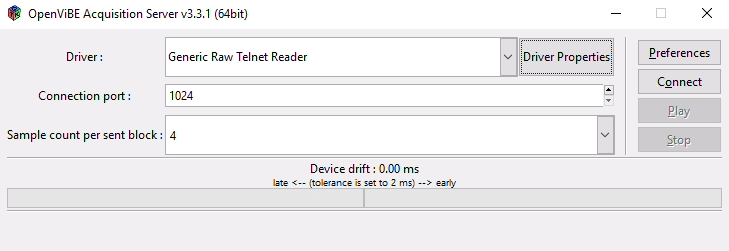 OpenViBE Acquisition Server v3.3.1 (64bit)
Driver :
Generic Raw Telnet Reader
Driver Properties
Preferences
Connection port :
1024
Connect
Play
Sample count per sent block :
4
Stop
Device drift : 0.00 ms
late <-- (tolerance is set to 2 ms) --> early